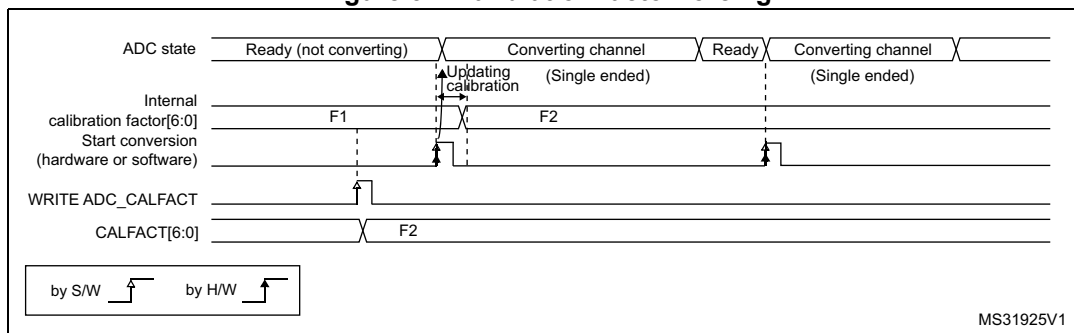 ADC state
Ready (not converting)
Converting channel
Ready
Converting channel
Updating
calibration
(Single ended)
(Single ended)
Internal
calibration factor[6:0]
F1
F2
Start conversion
(hardware or software)
WRITE ADC_CALFACT
CALFACT[6:0]
F2
by S/W
by H/W
MS31925V1